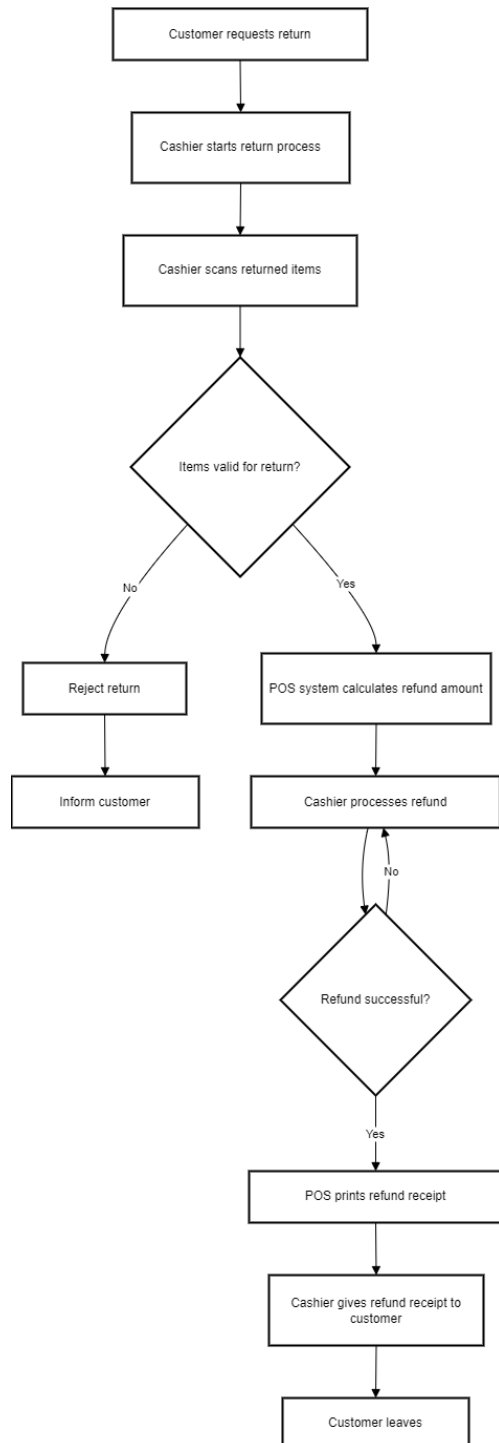 Customer requests return
Cashier starts return process
Cashier scans returned items
Items valid for return?
No
Yes
Reject return
POS system calculates refund amount
Inform customer
Cashier processes refund
No
Refund successful?
Yes
POS prints refund receipt
Cashier gives refund receipt to
customer
Customer leaves